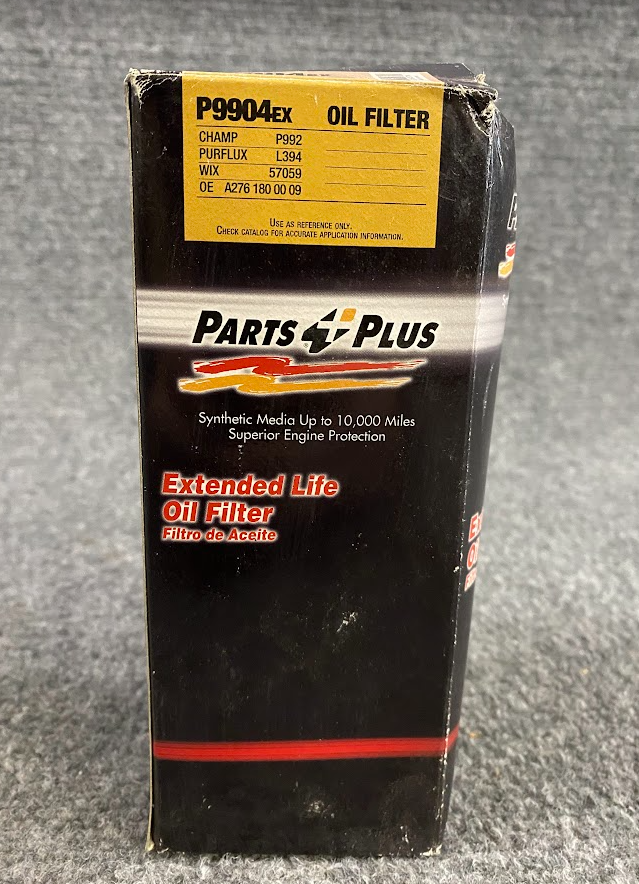 P9904EX OIL FILTER
CHAMP P992
PURFLUX L394
WIX 57059
OE A276 180 00 09
USE AS REFERENCE ONLY.
CHECK CATALOG FOR ACCURATE APPLICATION INFORMATION.
PARTS PLUS
Synthetic Media Up to 10,000 Miles
Superior Engine Protection
Extended Life
Oil Filter
Filtro de Aceite